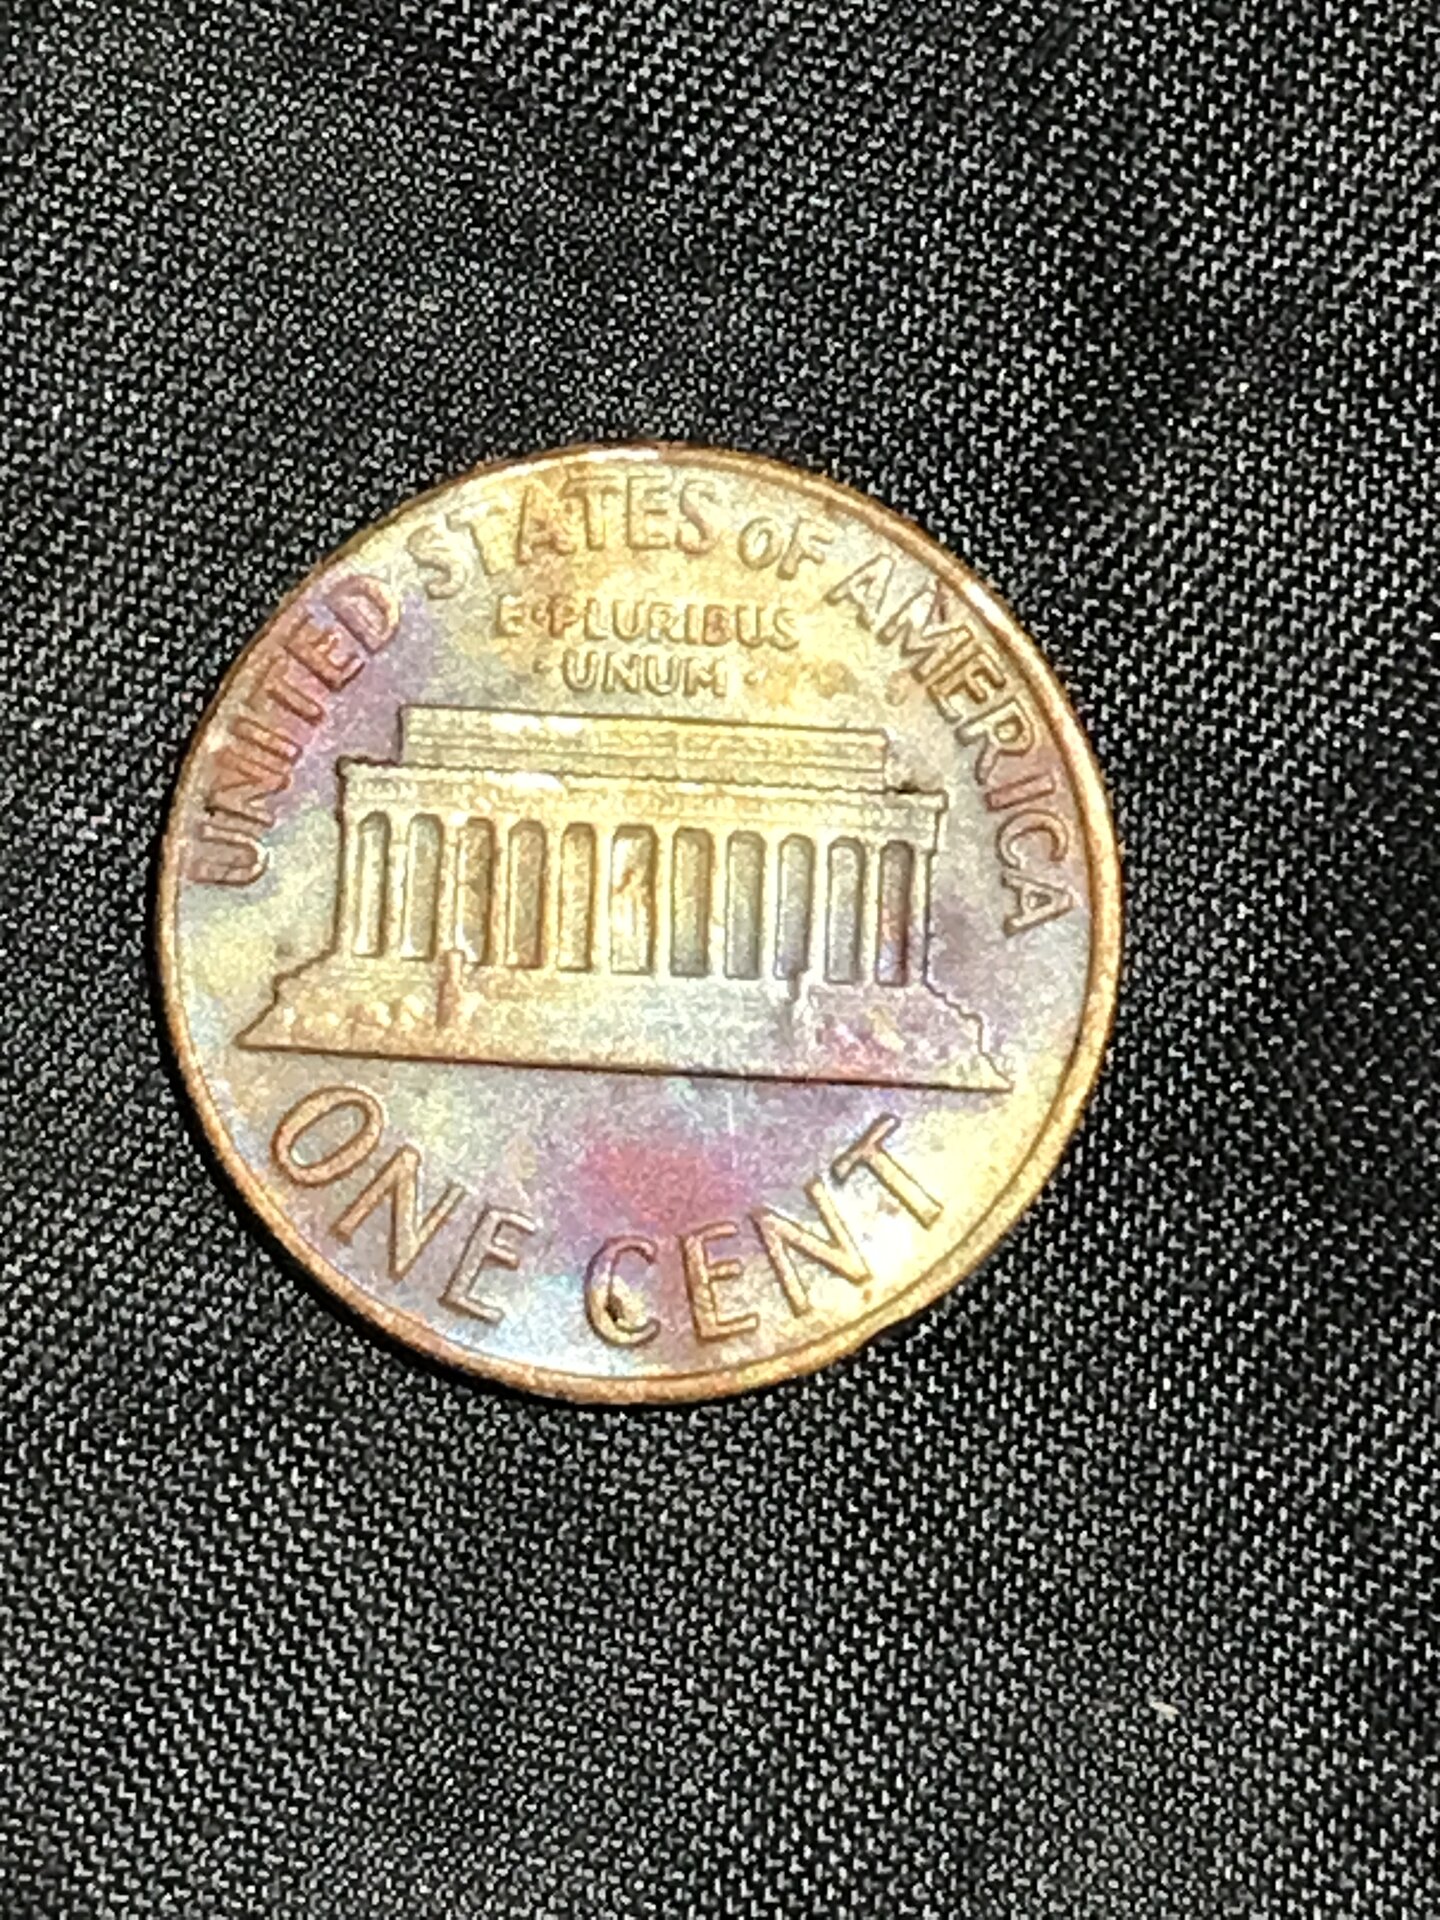 UNITED STATES OF AMERICA
E·PLURIBUS
·UNUM·
ONE CENT